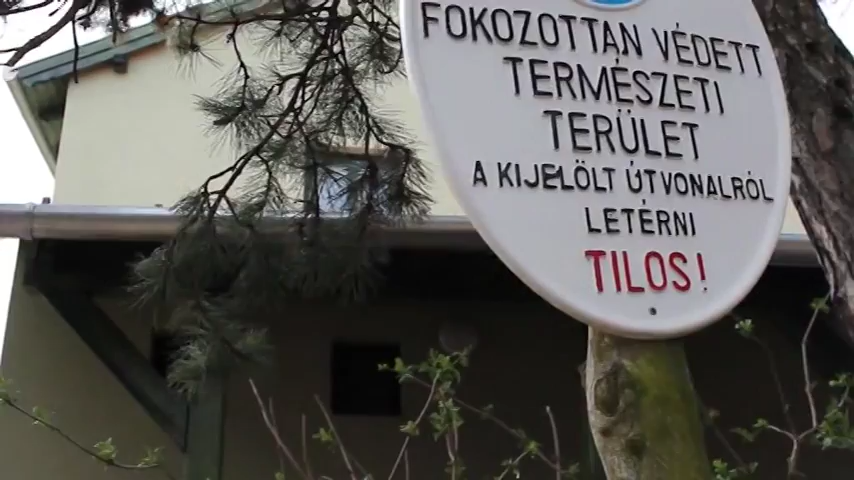 FOKOZOTTAN VÉDETT
TERMÉSZETI
TERÜLET
A KIJELÖLT ÚTVONALRÓL
LETÉRNI
TILOS!